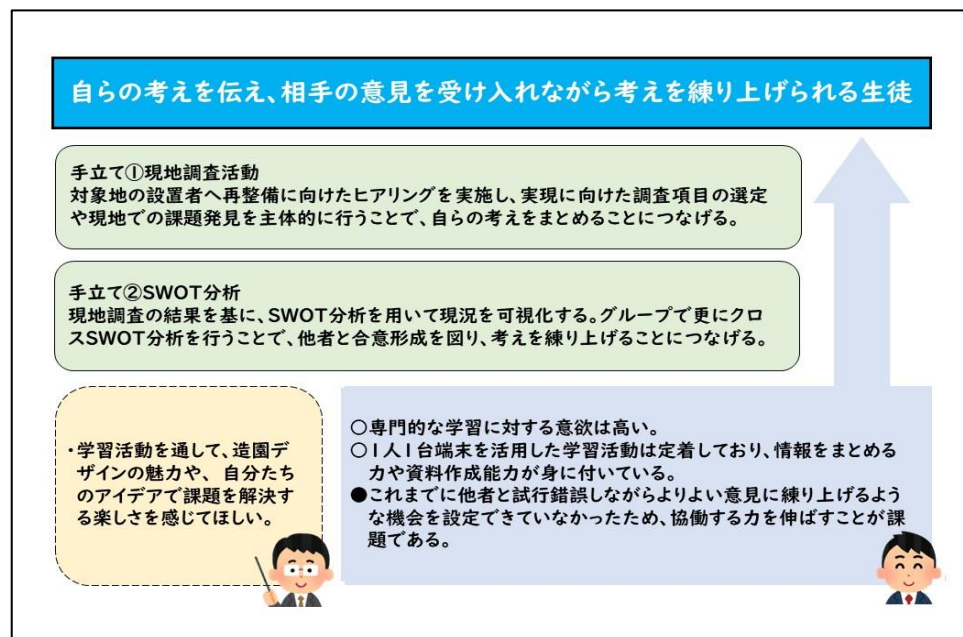 自らの考えを伝え、相手の意見を受け入れながら考えを練り上げられる生徒
手立て①現地調査活動
対象地の設置者へ再整備に向けたヒアリングを実施し、実現に向けた調査項目の選定
や現地での課題発見を主体的に行うことで、自らの考えをまとめることにつなげる。
手立て②SWOT分析
現地調査の結果を基に、SWOT分析を用いて現況を可視化する。グループで更にクロ
スSWOT分析を行うことで、他者と合意形成を図り、考えを練り上げることにつなげる。
・学習活動を通して、造園デ
ザインの魅力や、 自分たち
のアイデアで課題を解決す
る楽しさを感じてほしい。
○専門的な学習に対する意欲は高い。
○1人1台端末を活用した学習活動は定着しており、情報をまとめる
力や資料作成能力が身に付いている。
●これまでに他者と試行錯誤しながらよりよい意見に練り上げるよう
な機会を設定できていなかったため、協働する力を伸ばすことが課
題である。